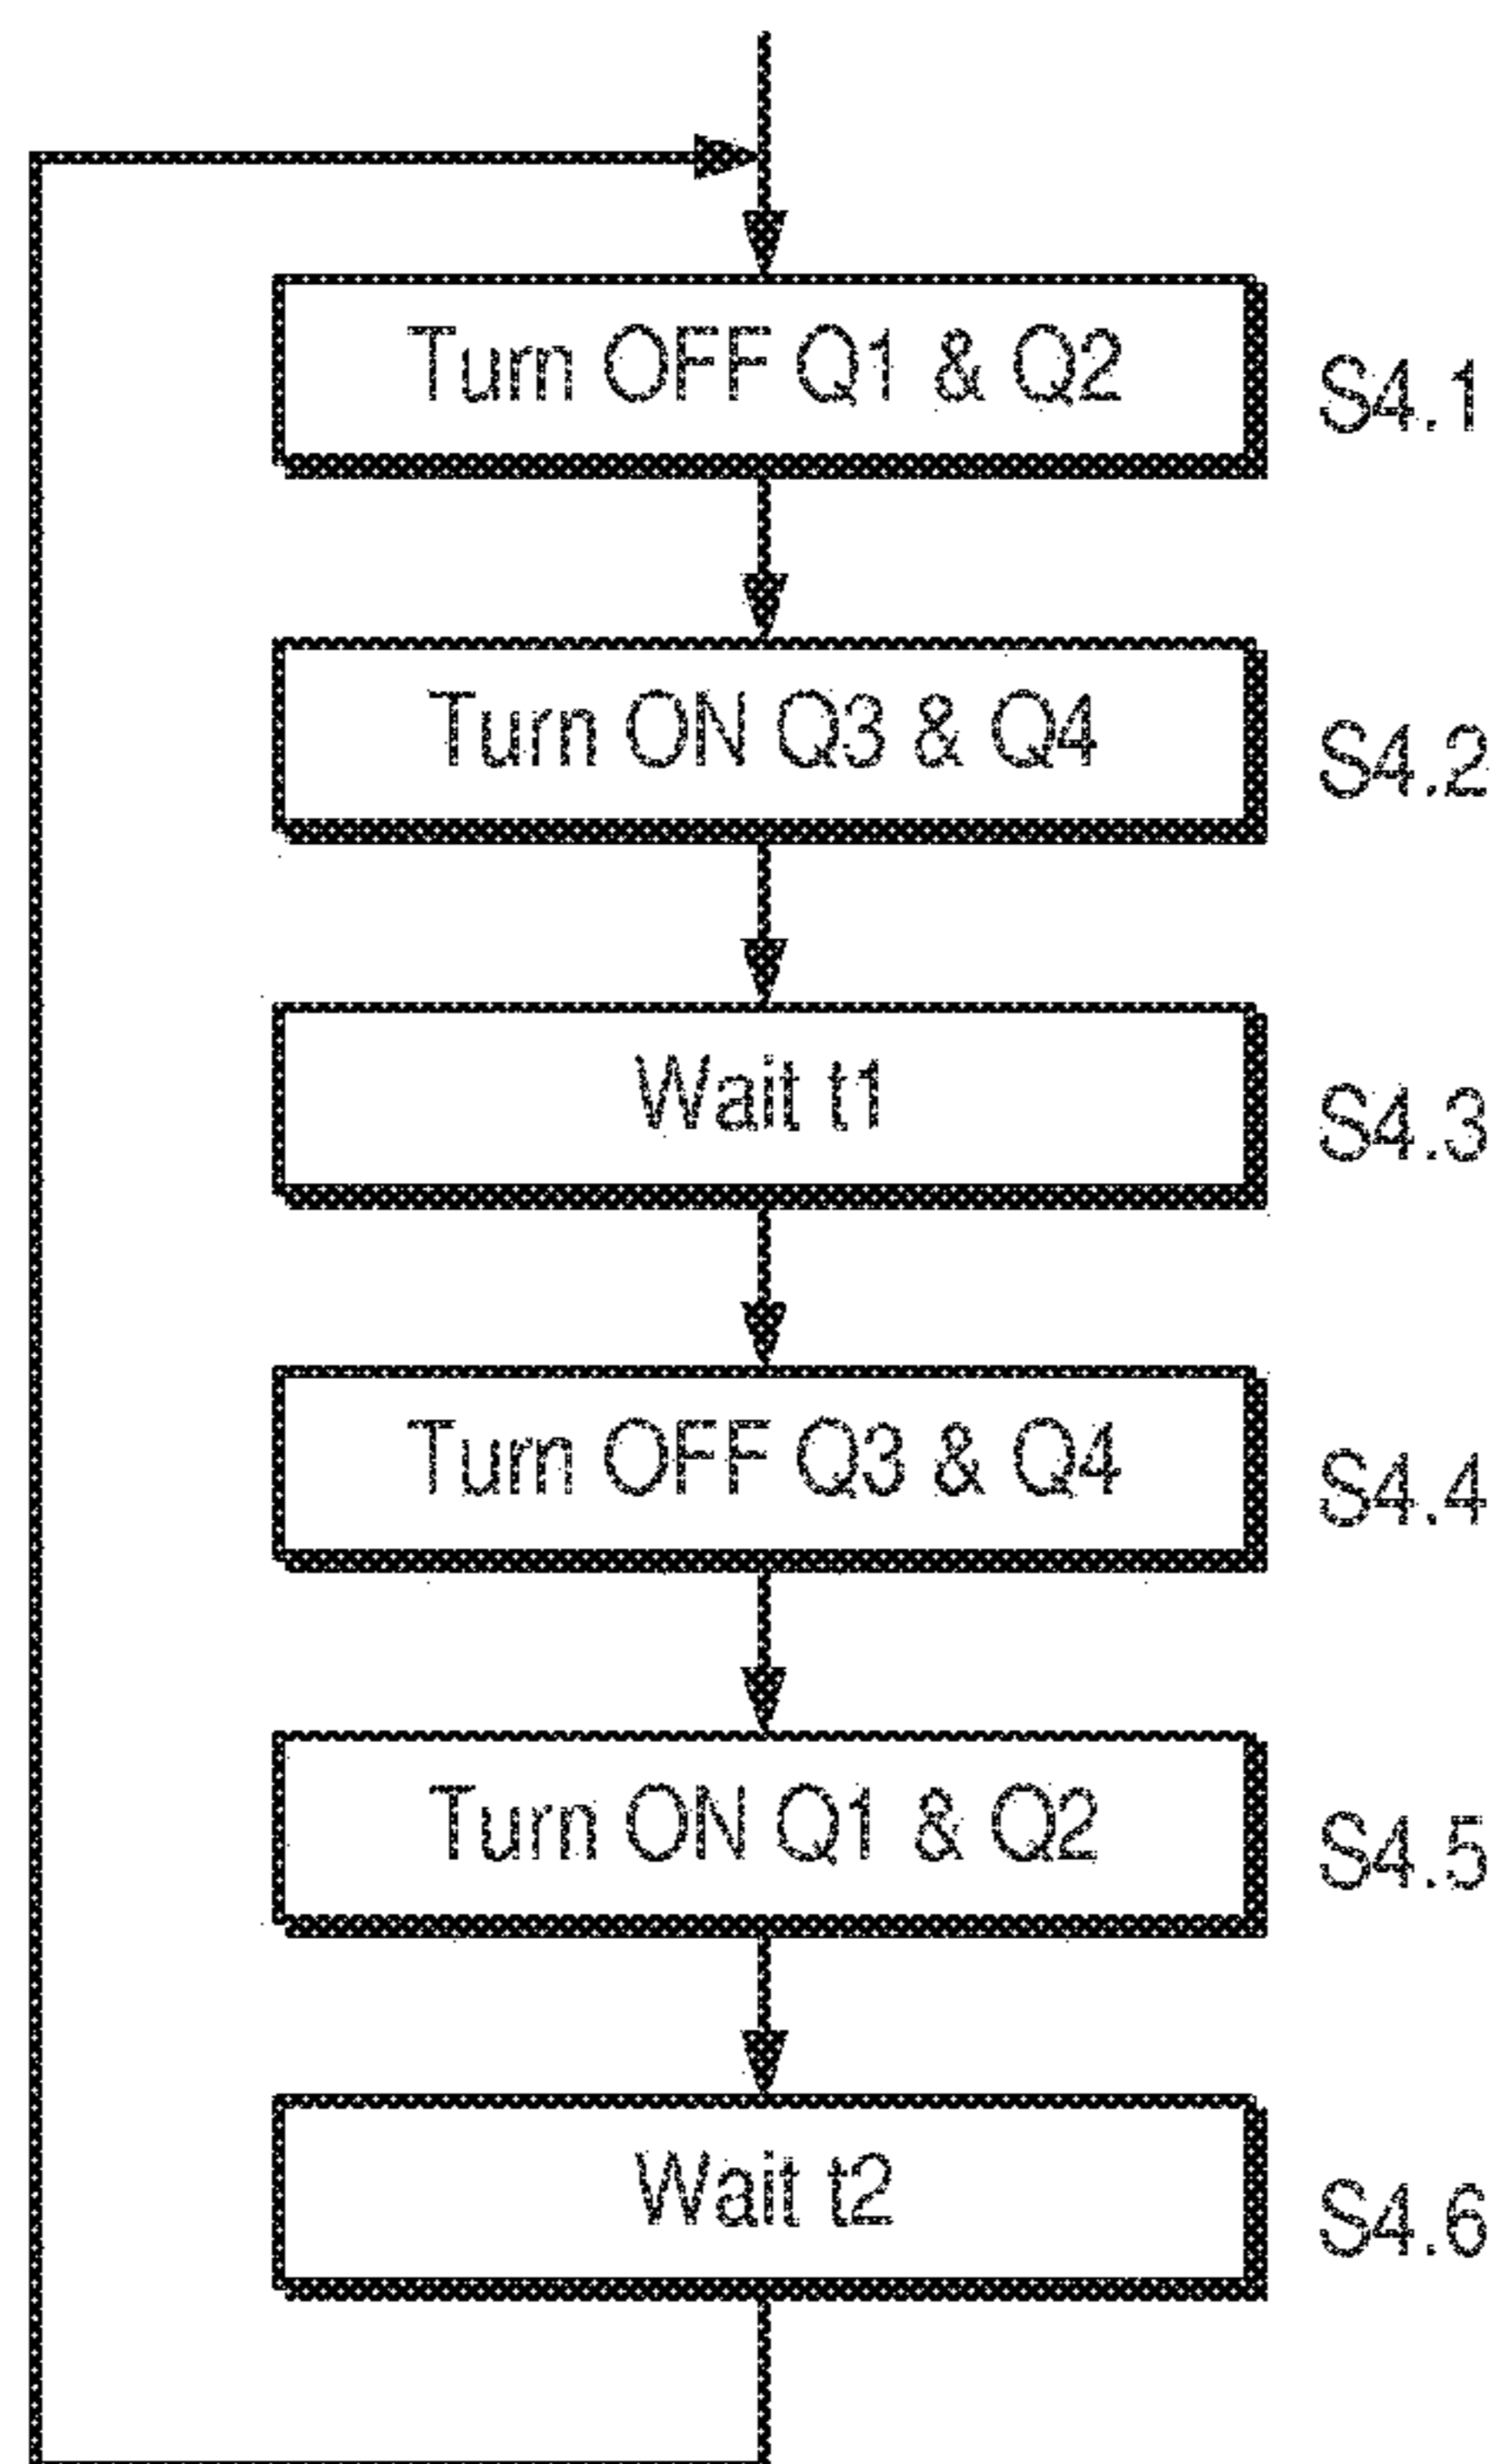 Turn OFF Q1 & Q2
S4.1
Turn ON Q3 & Q4
S4.2
Wait t1
S4.3
Turn OFF Q3 & Q4
S4.4
Turn ON Q1 & Q2
S4.5
Wait t2
S4.6